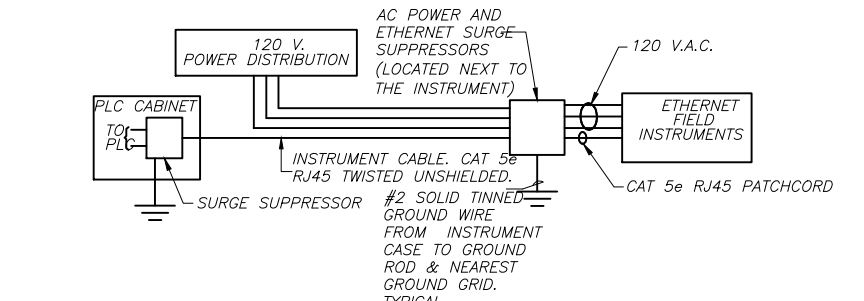 AC POWER AND
ETHERNET SURGE
SUPPRESSORS
(LOCATED NEXT TO
THE INSTRUMENT)
120 V.
POWER DISTRIBUTION
120 V.A.C.
PLC CABINET
TO
PLC
ETHERNET
FIELD
INSTRUMENTS
INSTRUMENT CABLE. CAT 5e
RJ45 TWISTED UNSHIELDED.
CAT 5e RJ45 PATCHCORD
SURGE SUPPRESSOR
#2 SOLID TINNED
GROUND WIRE
FROM INSTRUMENT
CASE TO GROUND
ROD & NEAREST
GROUND GRID.
TYPICAL